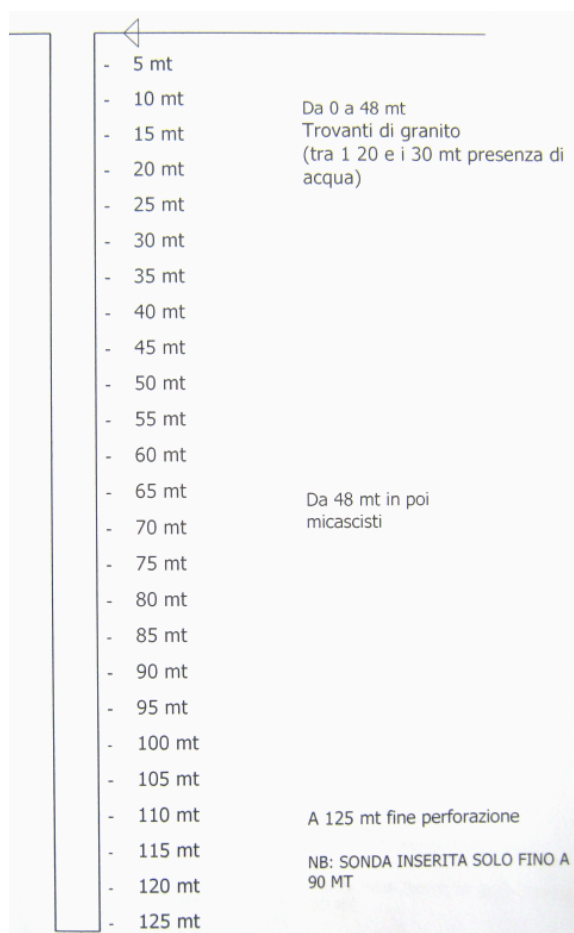 - 5 mt
- 10 mt
- 15 mt
- 20 mt
- 25 mt
- 30 mt
- 35 mt
- 40 mt
- 45 mt
- 50 mt
- 55 mt
- 60 mt
- 65 mt
- 70 mt
- 75 mt
- 80 mt
- 85 mt
- 90 mt
- 95 mt
- 100 mt
- 105 mt
- 110 mt
- 115 mt
- 120 mt
- 125 mt
Da 0 a 48 mt
Trovanti di granito
(tra 1 20 e i 30 mt presenza di
acqua)
Da 48 mt in poi
micascisti
A 125 mt fine perforazione
NB: SONDA INSERITA SOLO FINO A
90 MT